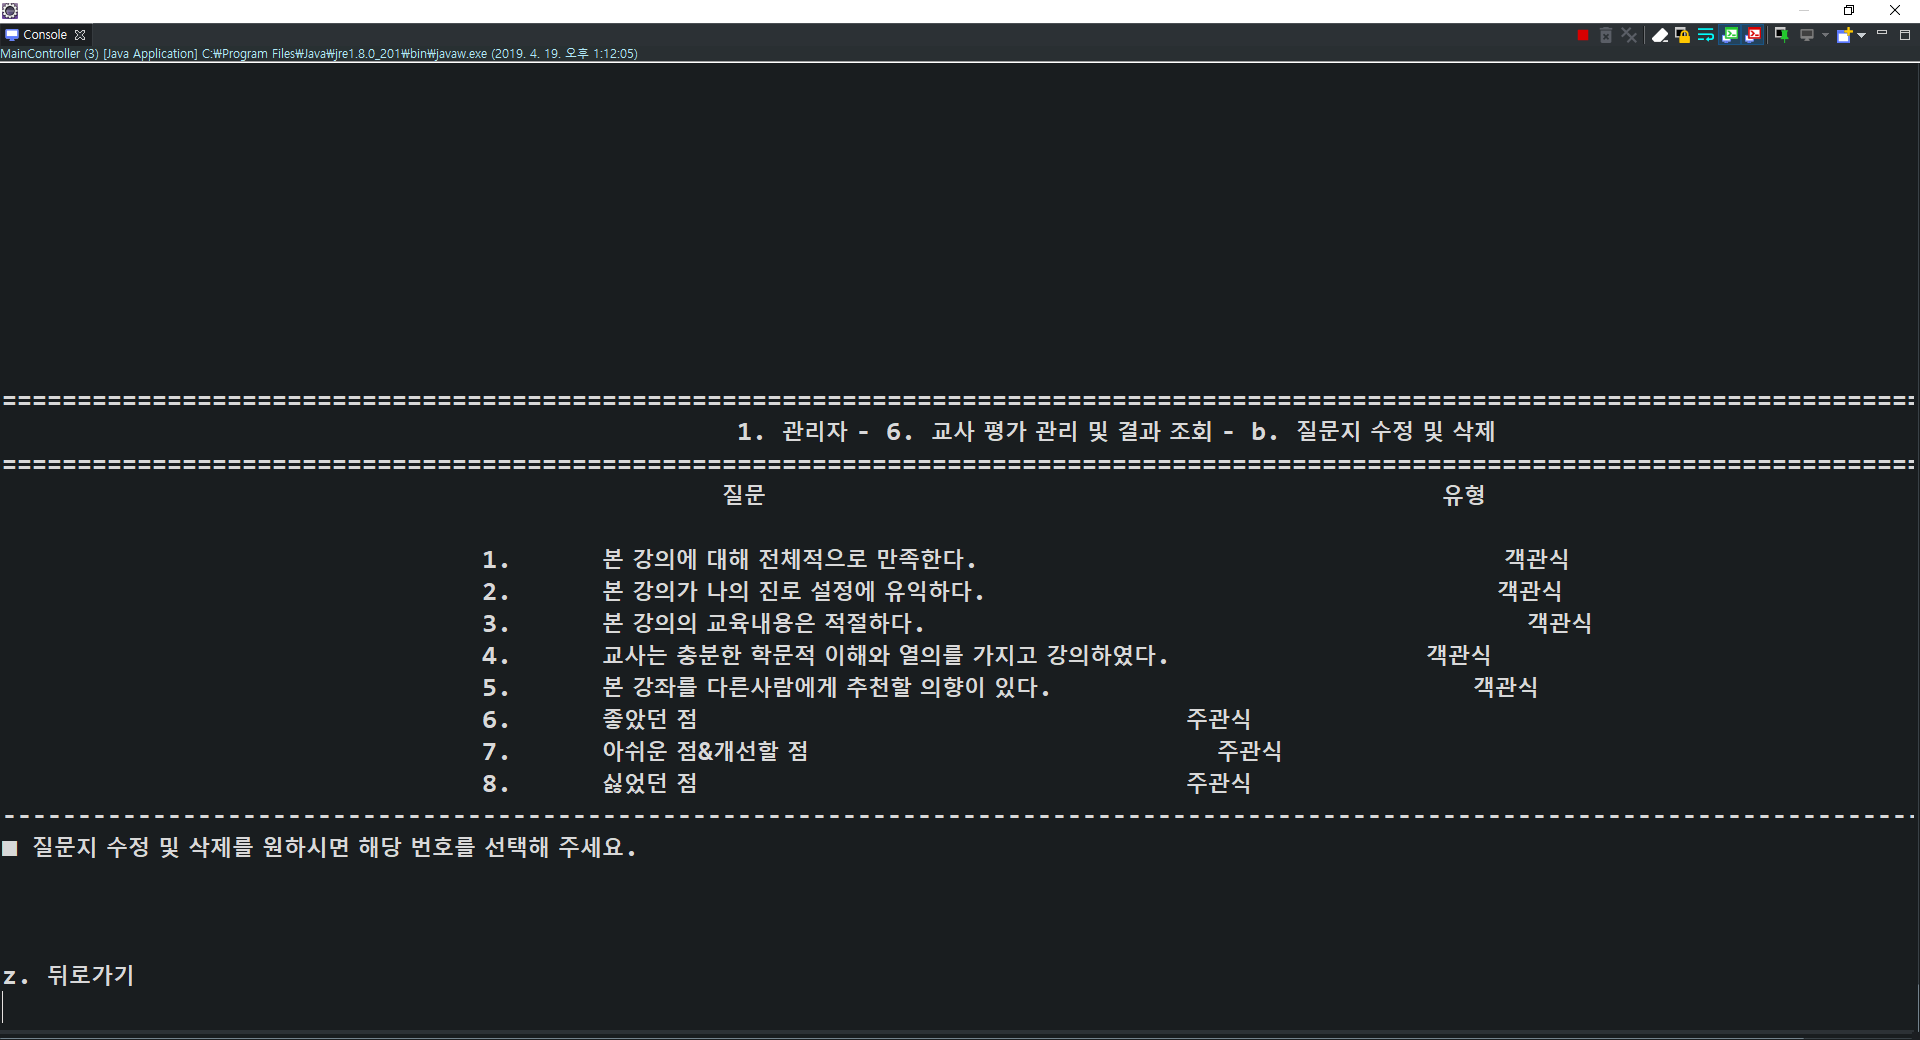 Console
MainController (3) [Java Application] C:₩Program Files₩Java₩jre1.8.0_201₩bin₩javaw.exe (2019. 4. 19. 오후 1:12:05)
================================================================================================================================
1. 관리자 - 6. 교사 평가 관리 및 결과 조회 - b. 질문지 수정 및 삭제
================================================================================================================================
질문 유형
1. 본 강의에 대해 전체적으로 만족한다. 객관식
2. 본 강의가 나의 진로 설정에 유익하다. 객관식
3. 본 강의의 교육내용은 적절하다. 객관식
4. 교사는 충분한 학문적 이해와 열의를 가지고 강의하였다. 객관식
5. 본 강좌를 다른사람에게 추천할 의향이 있다. 객관식
6. 좋았던 점 주관식
7. 아쉬운 점&개선할 점 주관식
8. 싫었던 점 주관식
--------------------------------------------------------------------------------------------------------------------------------
■ 질문지 수정 및 삭제를 원하시면 해당 번호를 선택해 주세요.
z. 뒤로가기